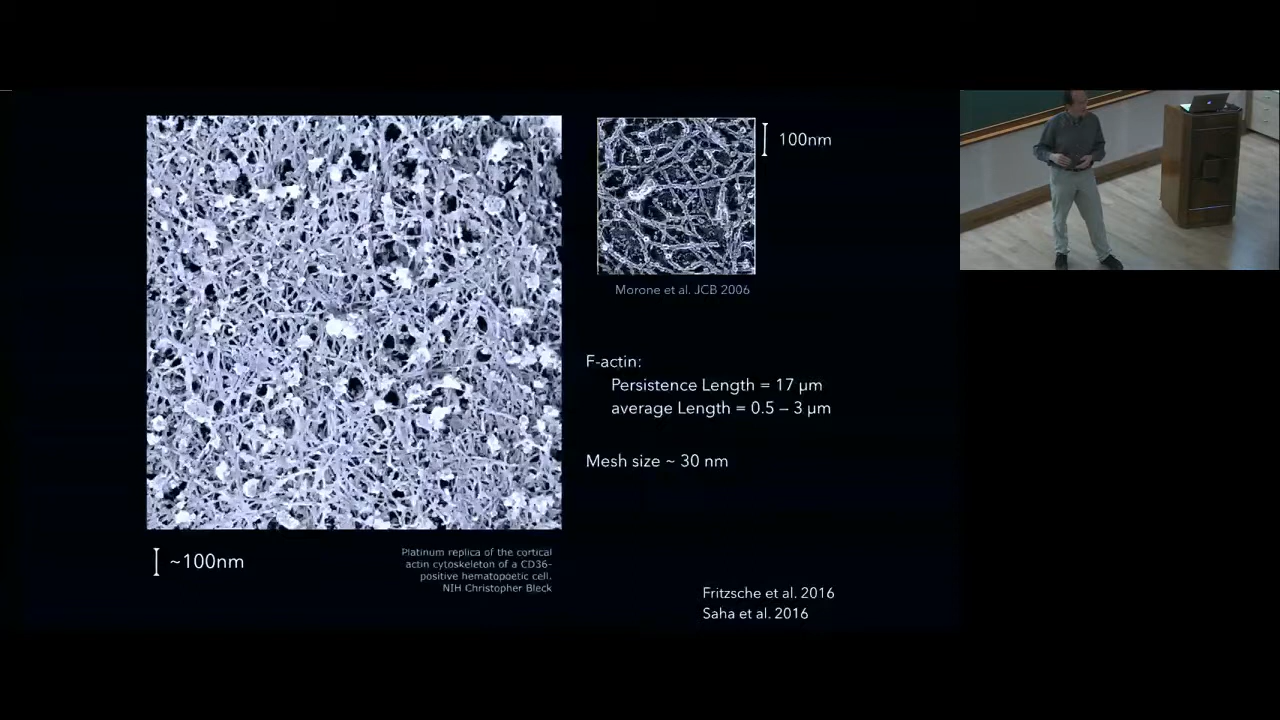 100nm
Morone et al. JCB 2006
F-actin:
Persistence Length = 17 µm
average Length = 0.5 – 3 µm
Mesh size ~ 30 nm
~100nm
Platinum replica of the cortical
actin cytoskeleton of a CD36-
positive hematopoetic cell.
NIH Christopher Bleck
Fritzsche et al. 2016
Saha et al. 2016